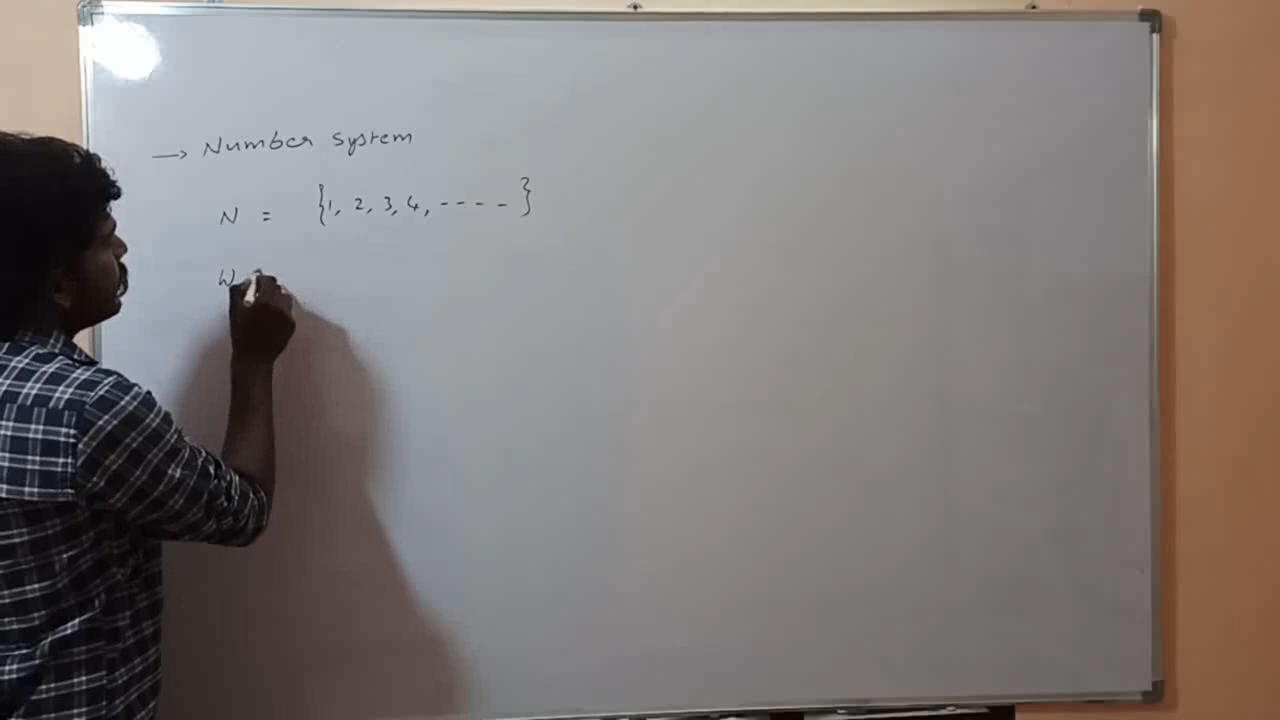 → Number system
N = {1, 2, 3, 4, ---- }
W